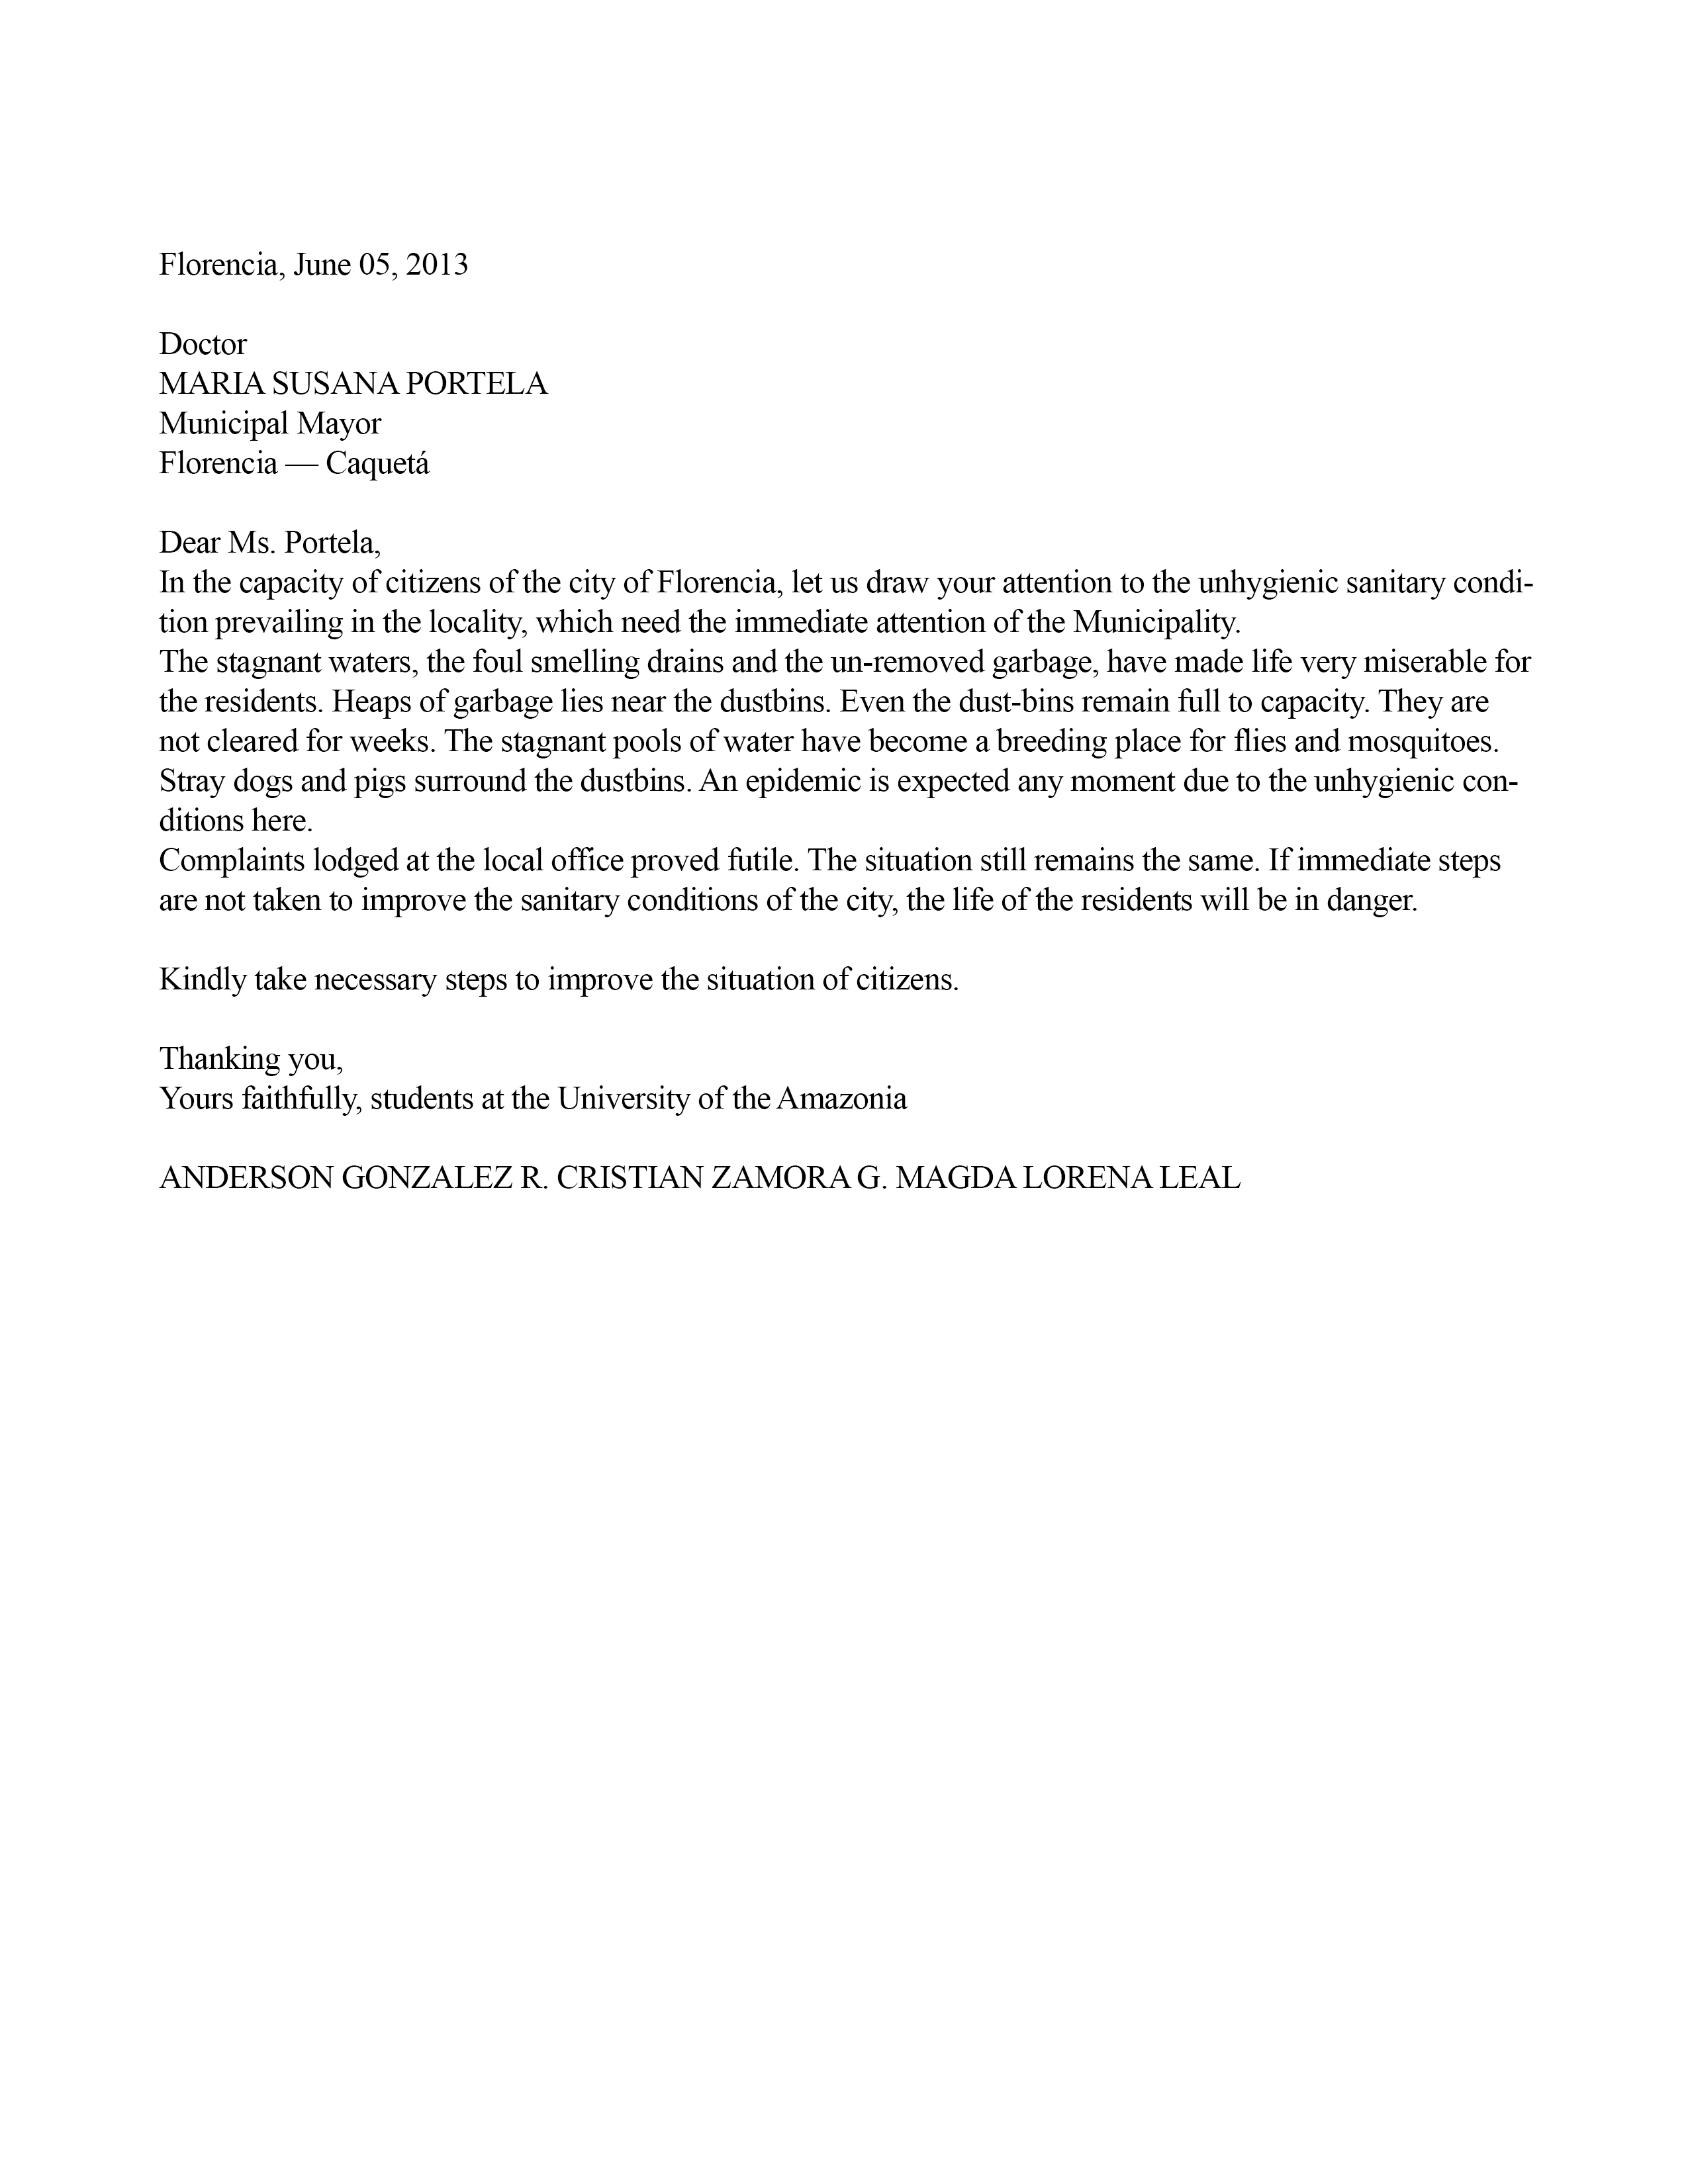 Florencia, June 05, 2013
Doctor
MARIA SUSANA PORTELA
Municipal Mayor
Florencia — Caquetá
Dear Ms. Portela,
In the capacity of citizens of the city of Florencia, let us draw your attention to the unhygienic sanitary condi-
tion prevailing in the locality, which need the immediate attention of the Municipality.
The stagnant waters, the foul smelling drains and the un-removed garbage, have made life very miserable for
the residents. Heaps of garbage lies near the dustbins. Even the dust-bins remain full to capacity. They are
not cleared for weeks. The stagnant pools of water have become a breeding place for flies and mosquitoes.
Stray dogs and pigs surround the dustbins. An epidemic is expected any moment due to the unhygienic con-
ditions here.
Complaints lodged at the local office proved futile. The situation still remains the same. If immediate steps
are not taken to improve the sanitary conditions of the city, the life of the residents will be in danger.
Kindly take necessary steps to improve the situation of citizens.
Thanking you,
Yours faithfully, students at the University of the Amazonia
ANDERSON GONZALEZ R. CRISTIAN ZAMORA G. MAGDA LORENA LEAL